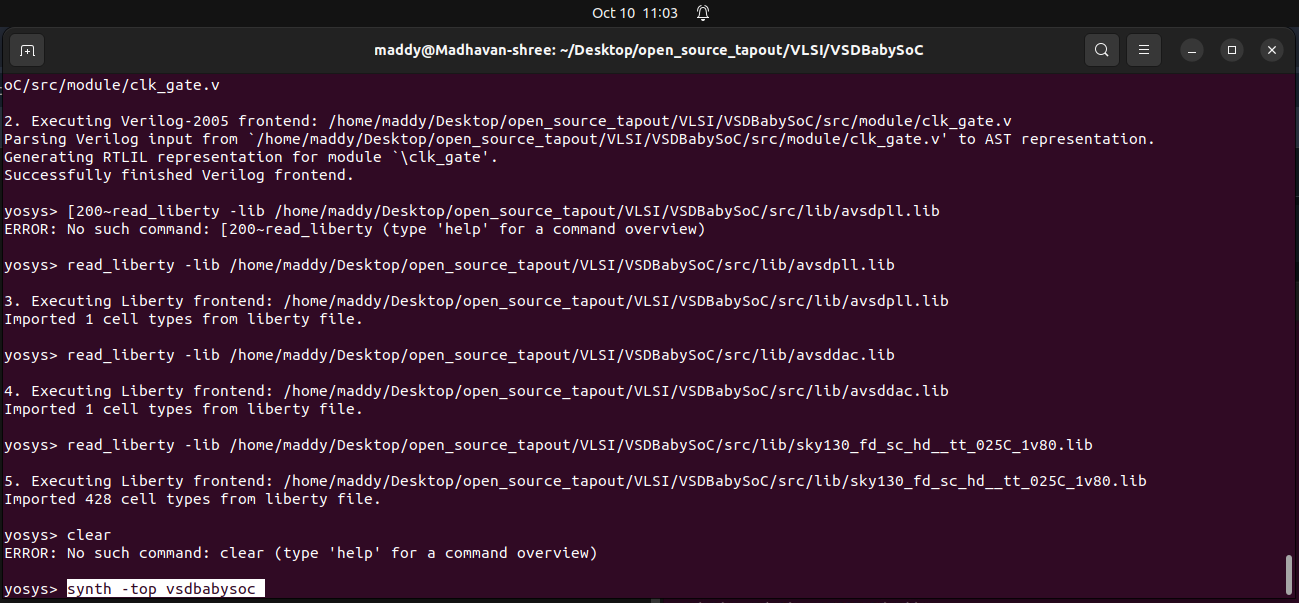 Oct 10 11:03
maddy@Madhavan-shree: ~/Desktop/open_source_tapout/VLSI/VSDBabySoC
oC/src/module/clk_gate.v
2. Executing Verilog-2005 frontend: /home/maddy/Desktop/open_source_tapout/VLSI/VSDBabySoC/src/module/clk_gate.v
Parsing Verilog input from `/home/maddy/Desktop/open_source_tapout/VLSI/VSDBabySoC/src/module/clk_gate.v' to AST representation.
Generating RTLIL representation for module `\clk_gate'.
Successfully finished Verilog frontend.
yosys> [200~read_liberty -lib /home/maddy/Desktop/open_source_tapout/VLSI/VSDBabySoC/src/lib/avsdpll.lib
ERROR: No such command: [200~read_liberty (type 'help' for a command overview)
yosys> read_liberty -lib /home/maddy/Desktop/open_source_tapout/VLSI/VSDBabySoC/src/lib/avsdpll.lib
3. Executing Liberty frontend: /home/maddy/Desktop/open_source_tapout/VLSI/VSDBabySoC/src/lib/avsdpll.lib
Imported 1 cell types from liberty file.
yosys> read_liberty -lib /home/maddy/Desktop/open_source_tapout/VLSI/VSDBabySoC/src/lib/avsddac.lib
4. Executing Liberty frontend: /home/maddy/Desktop/open_source_tapout/VLSI/VSDBabySoC/src/lib/avsddac.lib
Imported 1 cell types from liberty file.
yosys> read_liberty -lib /home/maddy/Desktop/open_source_tapout/VLSI/VSDBabySoC/src/lib/sky130_fd_sc_hd__tt_025C_1v80.lib
5. Executing Liberty frontend: /home/maddy/Desktop/open_source_tapout/VLSI/VSDBabySoC/src/lib/sky130_fd_sc_hd__tt_025C_1v80.lib
Imported 428 cell types from liberty file.
yosys> clear
ERROR: No such command: clear (type 'help' for a command overview)
yosys> synth -top vsdbabysoc